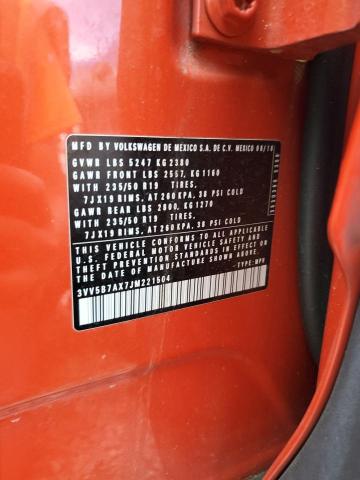 MFD BY VOLKSWAGEN DE MEXICO S.A. DE C.V. MEXICO 08/18
GVWR LBS 5247 KG 2380
GAWR FRONT LBS 2557, KG 1160
WITH 235/50 R19 TIRES,
7JX19 RIMS, AT 260 KPA, 38 PSI COLD
GAWR REAR LBS 2800, KG 1270
WITH 235/50 R19 TIRES,
7JX19 RIMS, AT 260 KPA, 38 PSI COLD
THIS VEHICLE CONFORMS TO ALL APPLICABLE
U.S. FEDERAL MOTOR VEHICLE SAFETY AND
THEFT PREVENTION STANDARDS IN EFFECT ON
THE DATE OF MANUFACTURE SHOWN ABOVE.
3VV5B7AX7JM221504 -TYPE:MPV